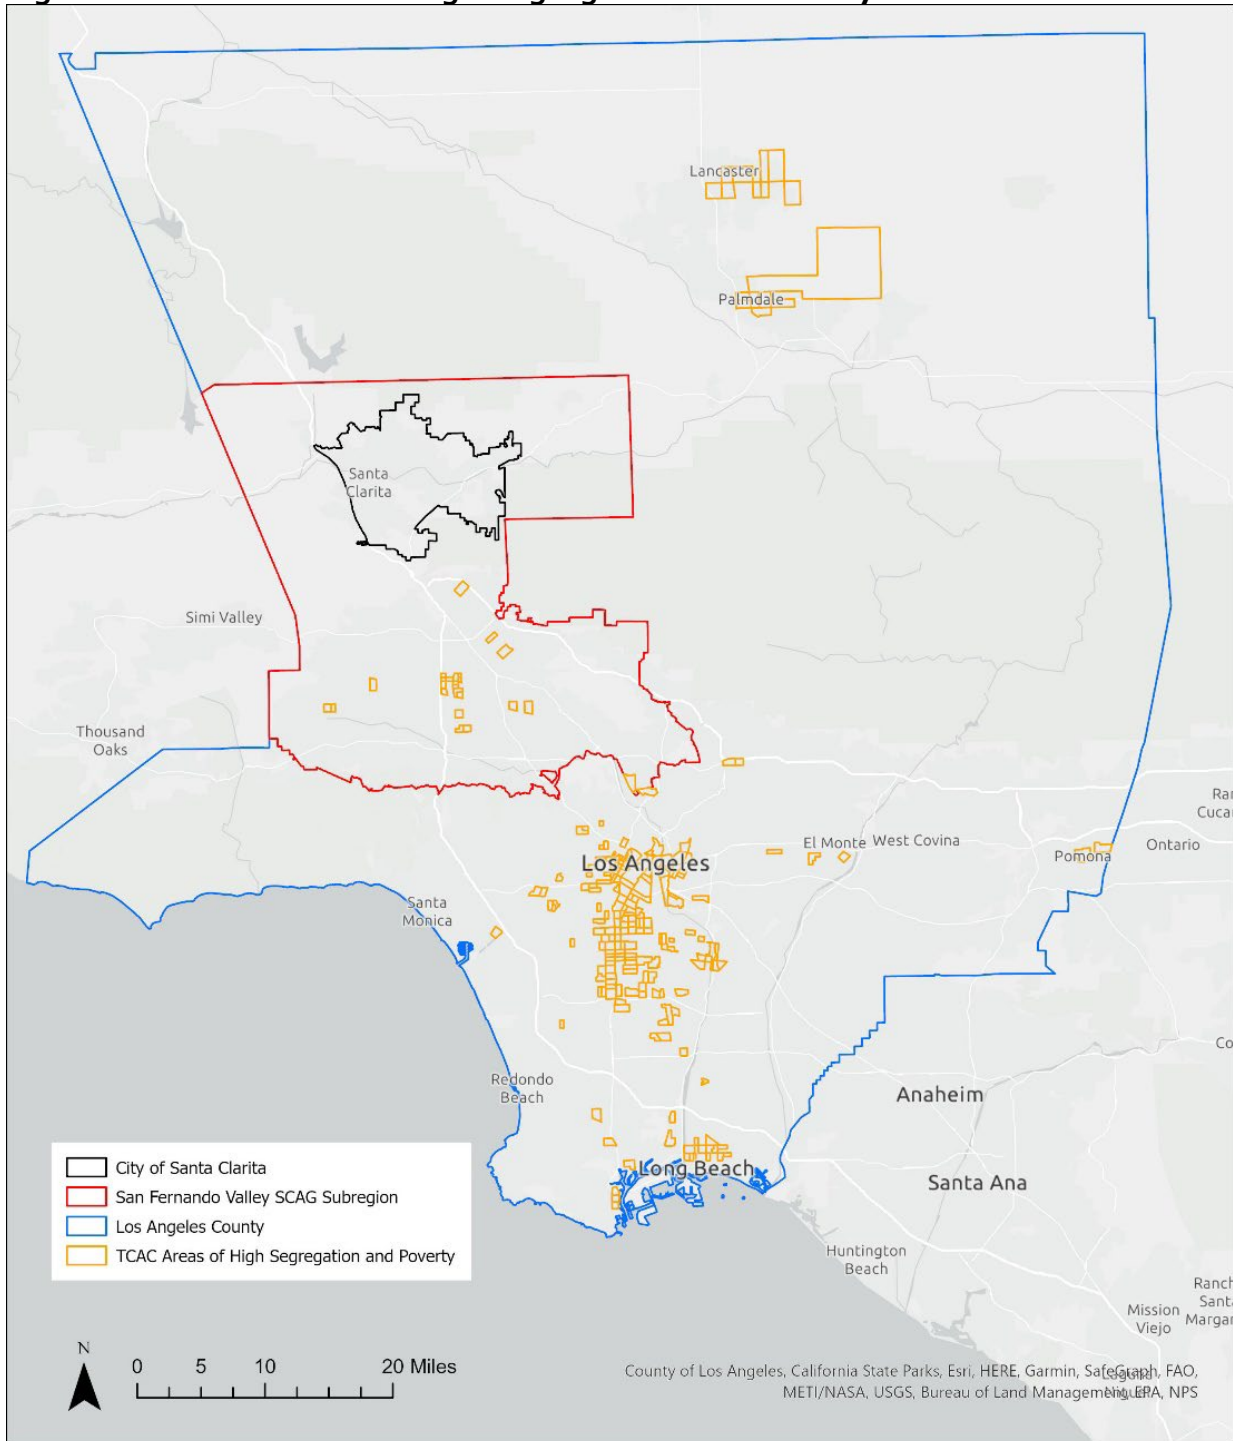 Lancaster
Palmdale
Santa
Clarita
Simi Valley
Thousand
Oaks
El Monte
West Covina
Los Angeles
Pomona
Ontario
Santa
Monica
Redondo
Beach
Anaheim
Long Beach
Santa Ana
Huntington
Beach
Mission
Viejo
City of Santa Clarita
San Fernando Valley SCAG Subregion
Los Angeles County
TCAC Areas of High Segregation and Poverty
N
0 5 10 20 Miles
County of Los Angeles, California State Parks, Esri, HERE, Garmin, SafeGraph, FAO,
METI/NASA, USGS, Bureau of Land Management, EPA, NPS